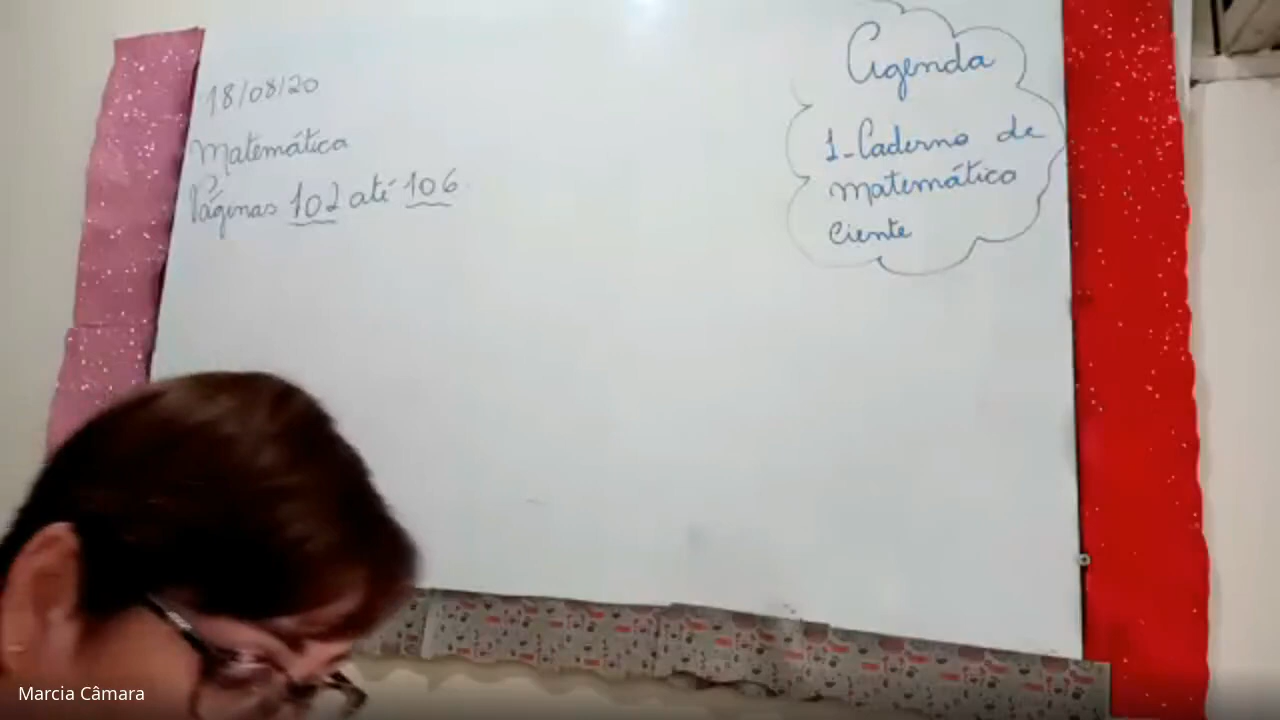 18/08/20
Matemática
Páginas 102 até 106.
Agenda
1-Caderno de
matemático
Ciente
Marcia Câmara